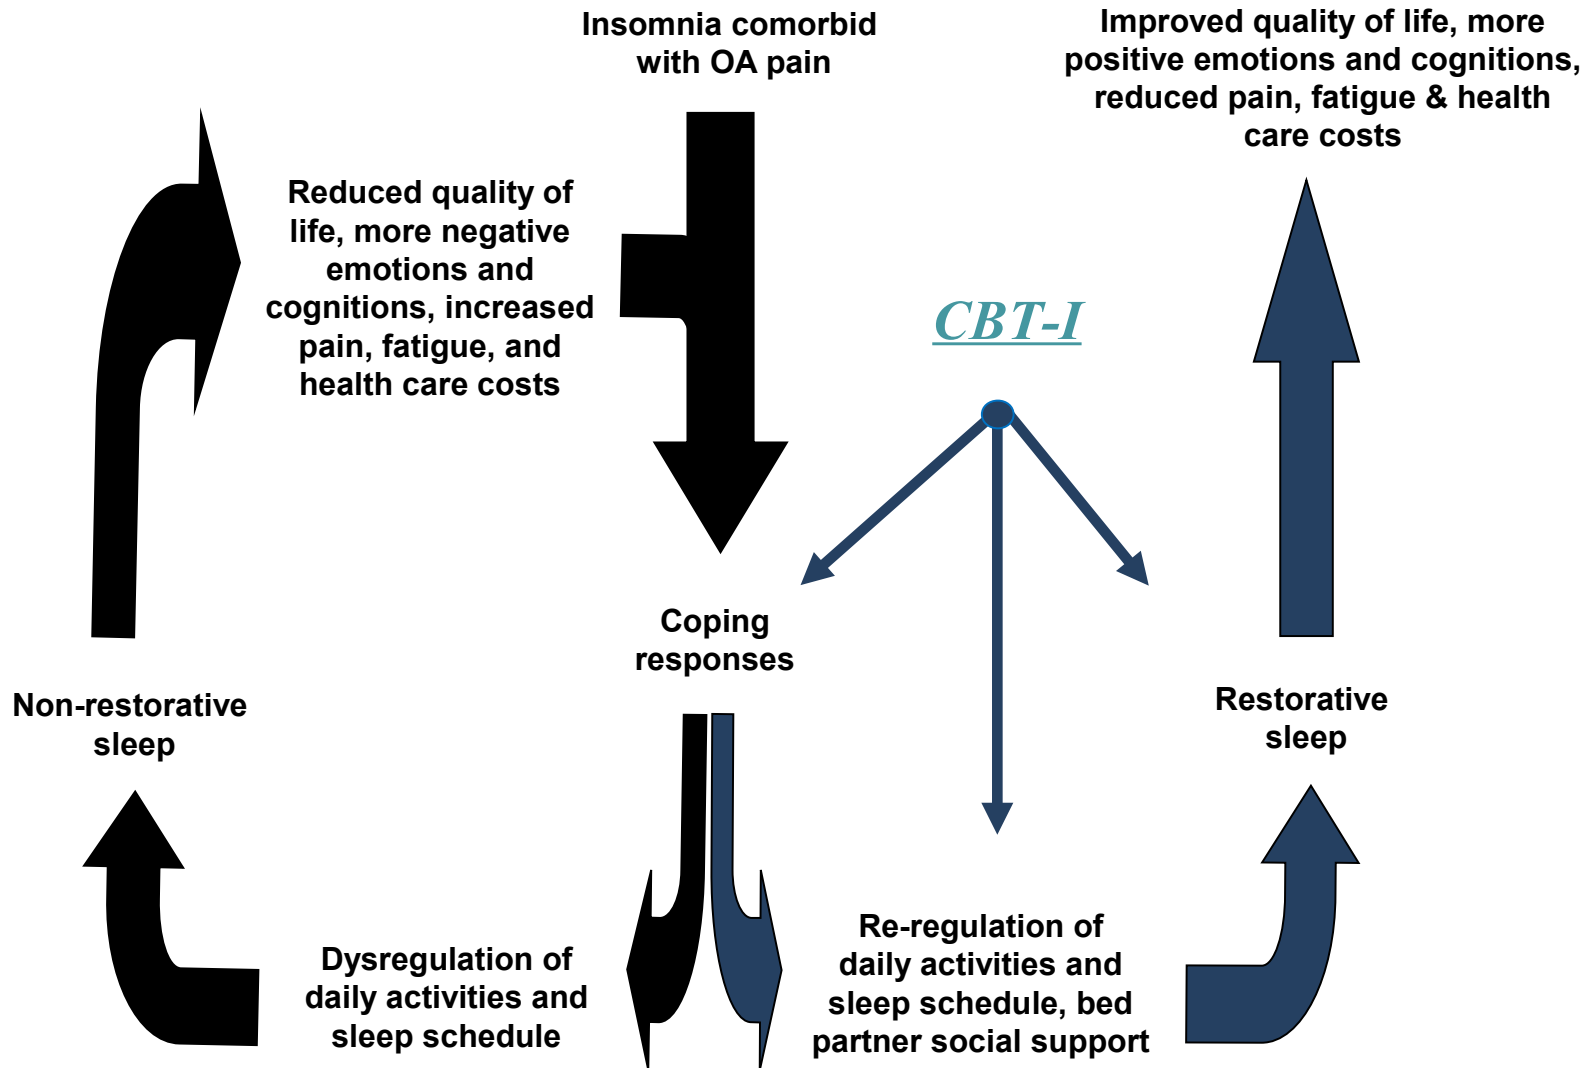 Insomnia comorbid
with OA pain
Improved quality of life, more
positive emotions and cognitions,
reduced pain, fatigue & health
care costs
Reduced quality of
life, more negative
emotions and
cognitions, increased
pain, fatigue, and
health care costs
CBT-I
Coping
responses
Non-restorative
sleep
Restorative
sleep
Dysregulation of
daily activities and
sleep schedule
Re-regulation of
daily activities and
sleep schedule, bed
partner social support